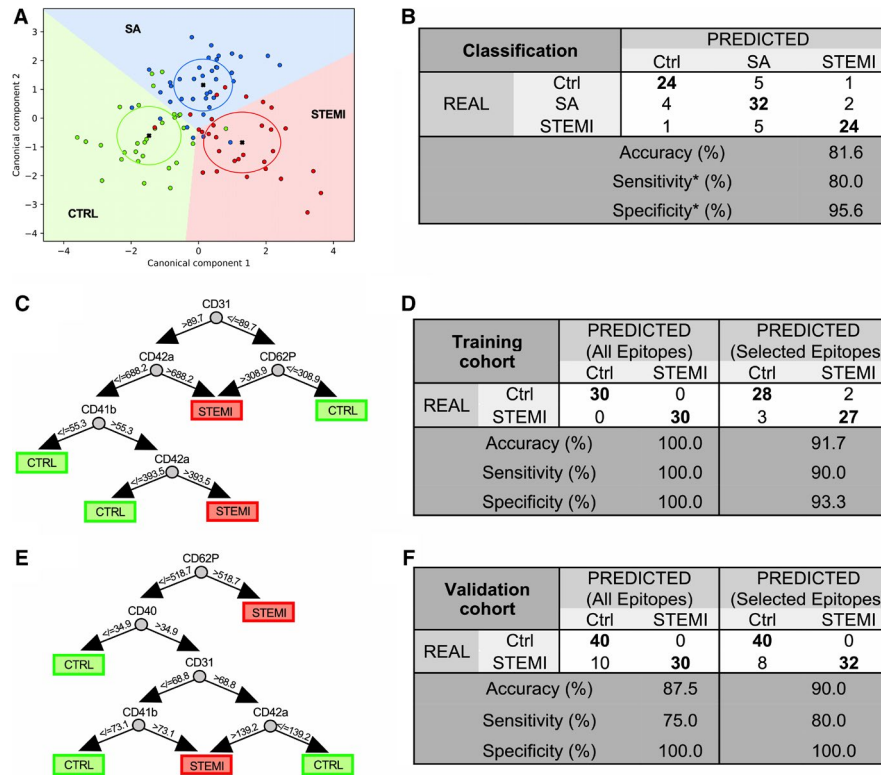 A
SA
STEMI
CTRL
Canonical component 2
3
2
1
0
−1
−2
−3
−4
−4
−2
0
2
4
Canonical component 1
B
Classification
PREDICTED
Ctrl SA STEMI
REAL
Ctrl 24 5 1
SA 4 32 2
STEMI 1 5 24
Accuracy (%) 81.6
Sensitivity* (%) 80.0
Specificity* (%) 95.6
C
CD31
>89.7 </=89.7
CD42a CD62P
</=688.2 >688.2 >308.9 </=308.9
CD41b STEMI CTRL
</=55.3 >55.3
CTRL CD42a
</=393.5 >393.5
CTRL STEMI
D
Training cohort
PREDICTED (All Epitopes) PREDICTED (Selected Epitopes
Ctrl STEMI Ctrl STEMI
REAL
Ctrl 30 0 28 2
STEMI 0 30 3 27
Accuracy (%) 100.0 91.7
Sensitivity (%) 100.0 90.0
Specificity (%) 100.0 93.3
E
CD62P
</=518.7 >518.7
CD40 STEMI
</=34.9 >34.9
CTRL CD31
</=68.8 >68.8
CD41b CD42a
</=73.1 >73.1 >139.2 </=139.2
CTRL STEMI CTRL
F
Validation cohort
PREDICTED (All Epitopes) PREDICTED (Selected Epitopes
Ctrl STEMI Ctrl STEMI
REAL
Ctrl 40 0 40 0
STEMI 10 30 8 32
Accuracy (%) 87.5 90.0
Sensitivity (%) 75.0 80.0
Specificity (%) 100.0 100.0